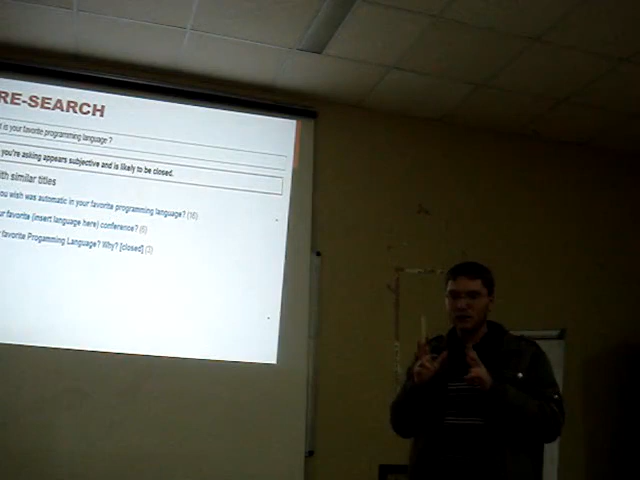 RE-SEARCH
t is your favorite programming language ?
you're asking appears subjective and is likely to be closed.
ith similar titles
ou wish was automatic in your favorite programming language? (16)
ur favorite (insert language here) conference? (6)
favorite Progamming Language? Why? [closed] (3)